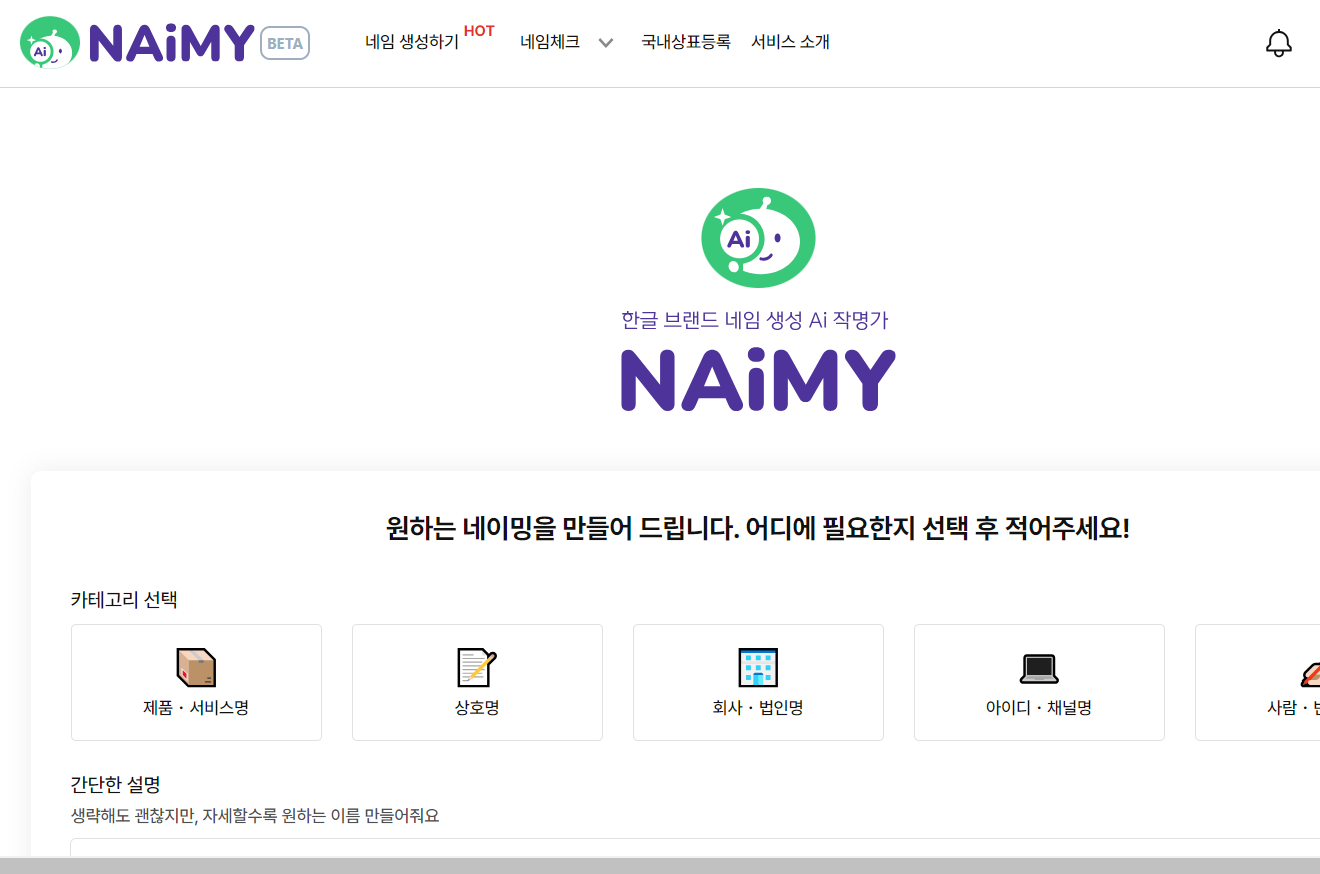 Ai NAiMY BETA 네임 생성하기 HOT 네임체크 국내상표등록 서비스 소개
Ai
한글 브랜드 네임 생성 Ai 작명가
NAiMY
원하는 네이밍을 만들어 드립니다. 어디에 필요한지 선택 후 적어주세요!
카테고리 선택
제품・서비스명 상호명 회사・법인명 아이디・채널명 사람・
간단한 설명
생략해도 괜찮지만, 자세할수록 원하는 이름 만들어줘요